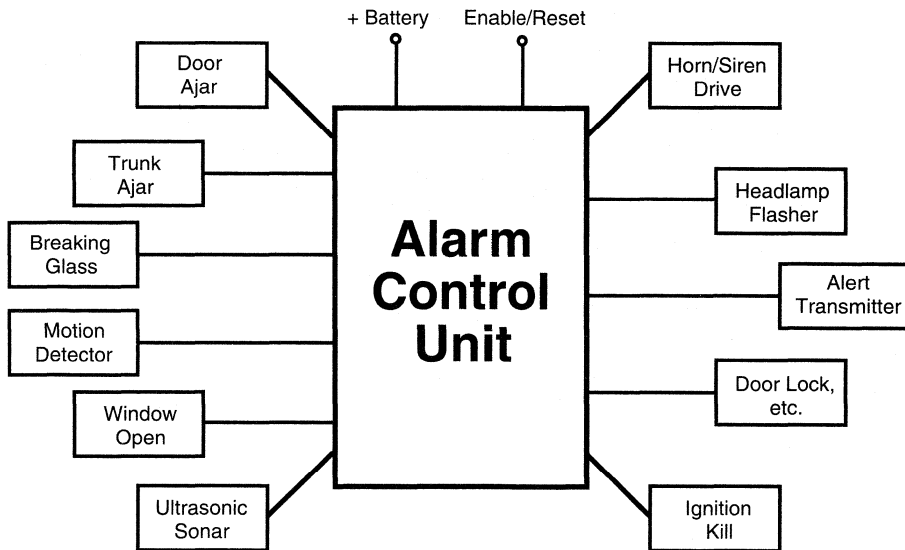 + Battery
Enable/Reset
Door
Ajar
Trunk
Ajar
Breaking
Glass
Motion
Detector
Window
Open
Ultrasonic
Sonar
Alarm
Control
Unit
Horn/Siren
Drive
Headlamp
Flasher
Alert
Transmitter
Door Lock,
etc.
Ignition
Kill